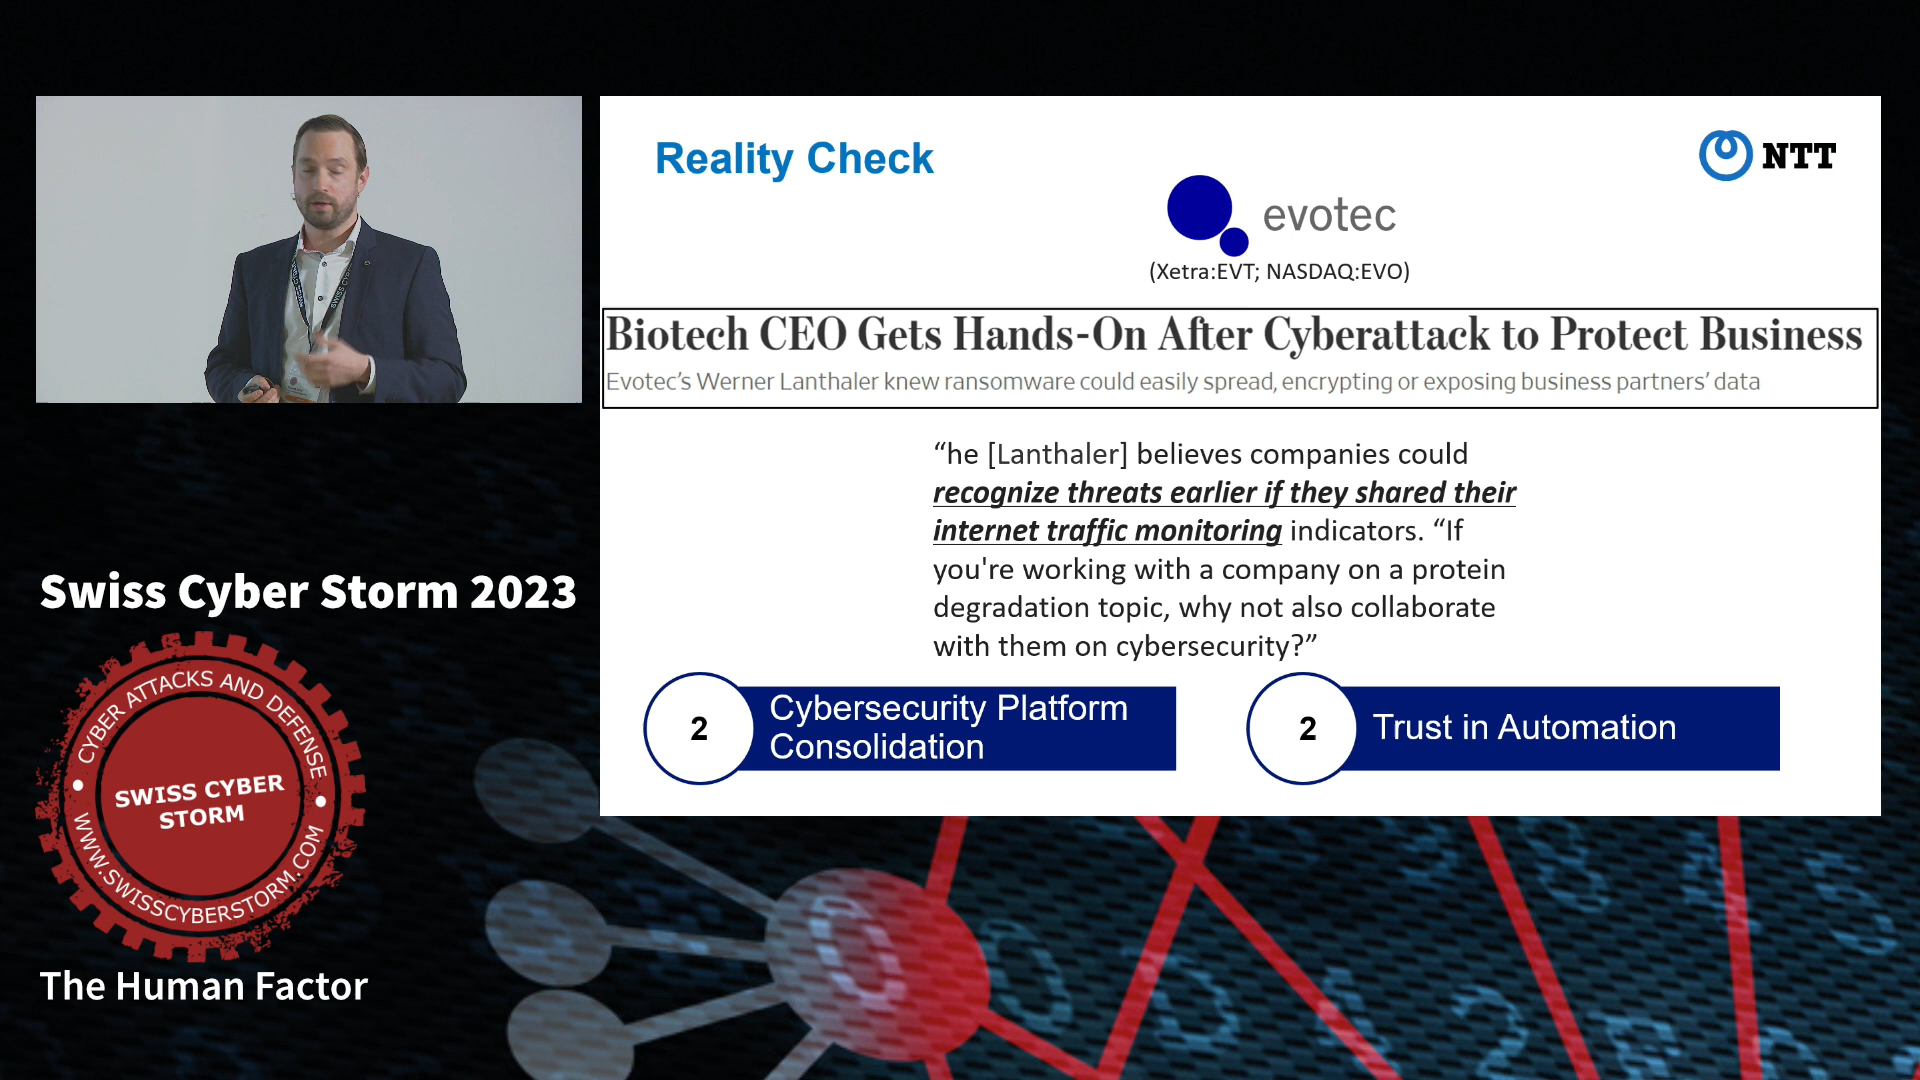 Reality Check
NTT
evotec
(Xetra:EVT; NASDAQ:EVO)
Biotech CEO Gets Hands-On After Cyberattack to Protect Business
Evotec's Werner Lanthaler knew ransomware could easily spread, encrypting or exposing business partners' data
“he [Lanthaler] believes companies could
recognize threats earlier if they shared their
internet traffic monitoring indicators. “If
you're working with a company on a protein
degradation topic, why not also collaborate
with them on cybersecurity?”
2
Cybersecurity Platform
Consolidation
2
Trust in Automation
Swiss Cyber Storm 2023
CYBER ATTACKS AND DEFENSE
SWISS CYBER
STORM
WWW.SWISSCYBERSTORM.COM
The Human Factor